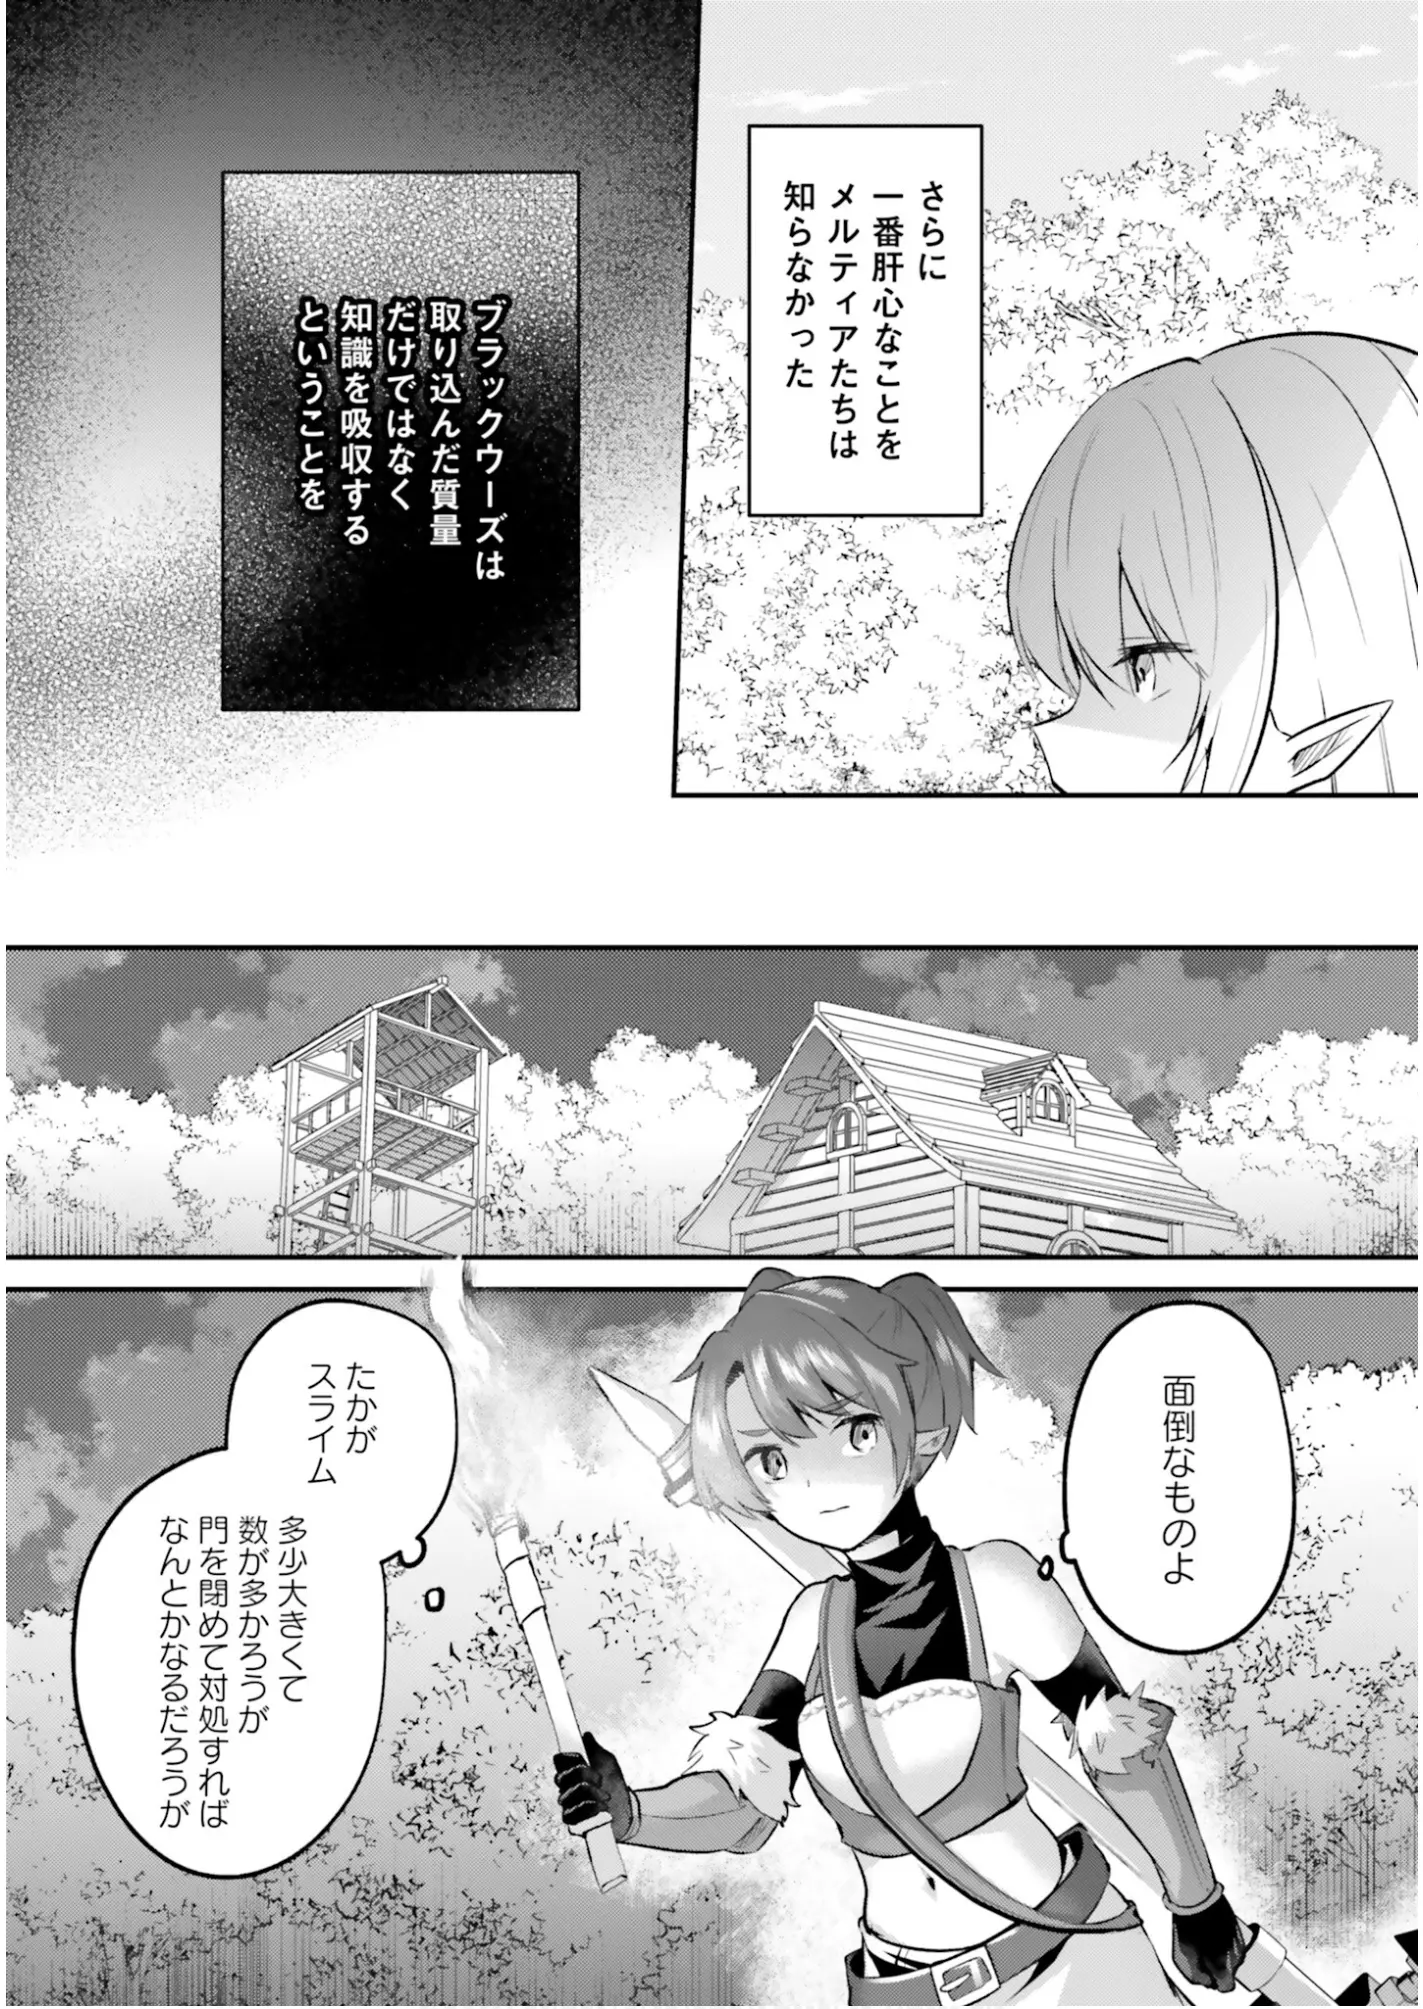 さらに
一番肝心なことを
メルティアたちは
知らなかった
ブラックウーズは
取り込んだ質量
だけではなく
知識を吸収する
ということを
面倒なものよ
たかが
スライム
多少大きくて
数が多かろうが
門を閉めて対処すれば
なんとかなるだろうが